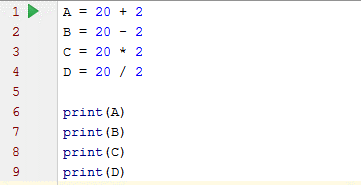 1 A = 20 + 2
2 B = 20 - 2
3 C = 20 * 2
4 D = 20 / 2
5
6 print(A)
7 print(B)
8 print(C)
9 print(D)